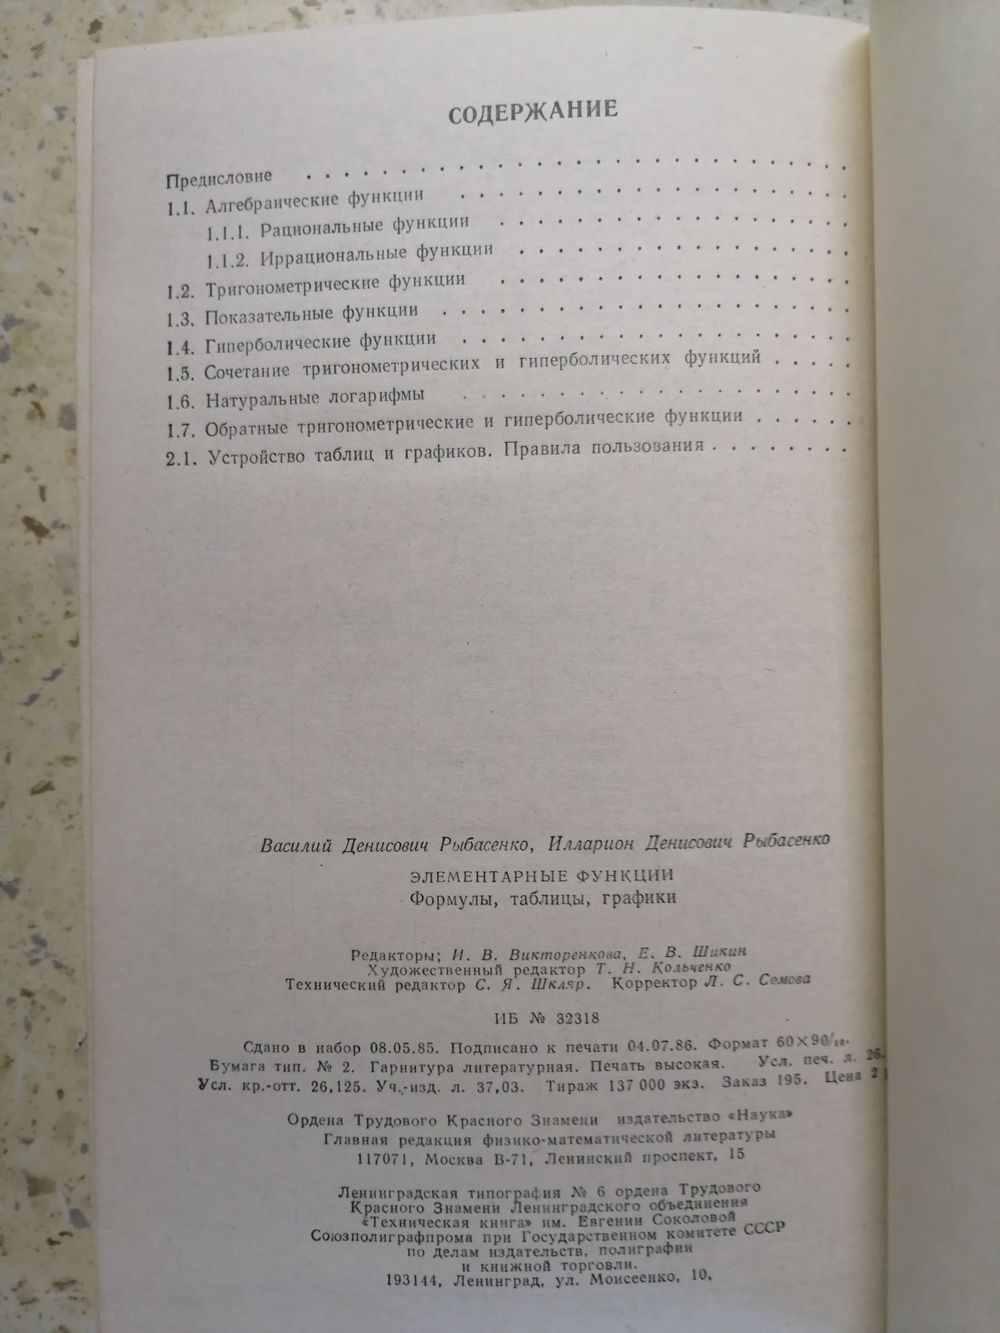 СОДЕРЖАНИЕ
Предисловие . . . . . . . . . . . . . . . . . . . . . . . . . .
1.1. Алгебраические функции . . . . . . . . . . . . . . . . . . .
1.1.1. Рациональные функции . . . . . . . . . . . . . . . . .
1.1.2. Иррациональные функции . . . . . . . . . . . . . . . .
1.2. Тригонометрические функции . . . . . . . . . . . . . . . . .
1.3. Показательные функции . . . . . . . . . . . . . . . . . . .
1.4. Гиперболические функции . . . . . . . . . . . . . . . . . .
1.5. Сочетание тригонометрических и гиперболических функций . . . . .
1.6. Натуральные логарифмы . . . . . . . . . . . . . . . . . . .
1.7. Обратные тригонометрические и гиперболические функции . . . . . .
2.1. Устройство таблиц и графиков. Правила пользования . . . . . . . .
Василий Денисович Рыбасенко, Илларион Денисович Рыбасенко
ЭЛЕМЕНТАРНЫЕ ФУНКЦИИ
Формулы, таблицы, графики
Редакторы; И. В. Викторенкова, Е. В. Шикин
Художественный редактор Т. Н. Кольченко
Технический редактор С. Я. Шкляр. Корректор Л. С. Сомова
ИБ № 32318
Сдано в набор 08.05.85. Подписано к печати 04.07.86. Формат 60×90/16.
Бумага тип. № 2. Гарнитура литературная. Печать высокая. Усл. печ. л. 26.
Усл. кр.-отт. 26,125. Уч.-изд. л. 37,03. Тираж 137 000 экз. Заказ 195. Цена 2
Ордена Трудового Красного Знамени издательство «Наука»
Главная редакция физико-математической литературы
117071, Москва В-71, Ленинский проспект, 15
Ленинградская типография № 6 ордена Трудового
Красного Знамени Ленинградского объединения
«Техническая книга» им. Евгении Соколовой
Союзполиграфпрома при Государственном комитете СССР
по делам издательств, полиграфии
и книжной торговли.
193144, Ленинград, ул. Моисеенко, 10.